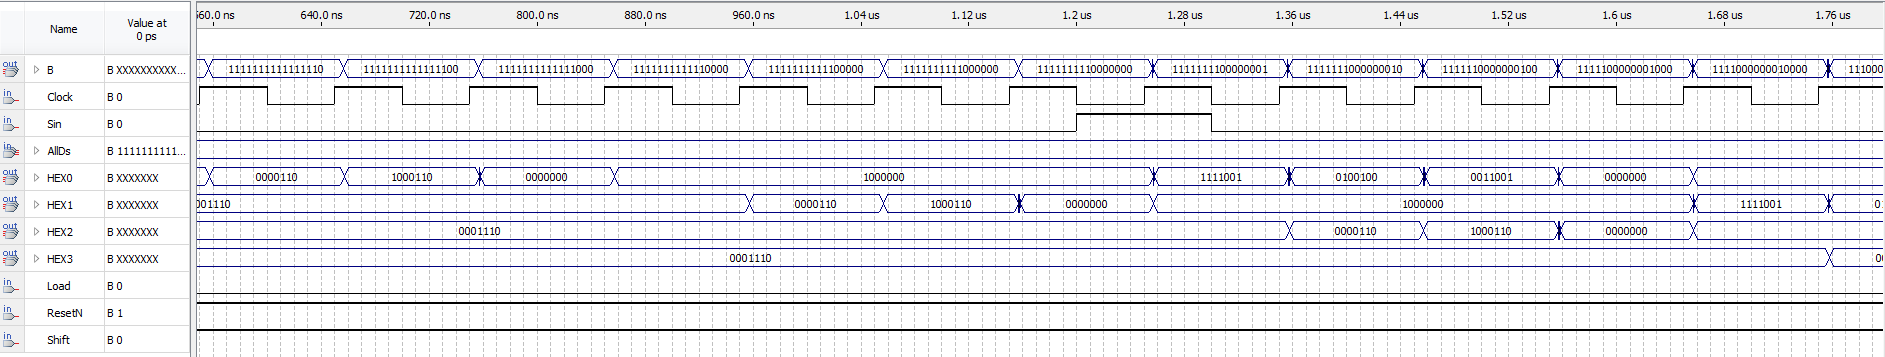 Name Value at 0 ps 560.0 ns 640.0 ns 720.0 ns 800.0 ns 880.0 ns 960.0 ns 1.04 us 1.12 us 1.2 us 1.28 us 1.36 us 1.44 us 1.52 us 1.6 us 1.68 us 1.76 us
out B B XXXXXXXXXX... 1111111111111110 1111111111111100 1111111111111000 1111111111110000 1111111111100000 1111111111000000 1111111110000000 1111111100000001 1111111000000010 1111110000000100 1111100000001000 1111000000010000 111000
in Clock B 0
in Sin B 0
in AllDs B 1111111111...
out HEX0 B XXXXXXX 0000110 1000110 0000000 1000000 1111001 0100100 0011001 0000000
out HEX1 B XXXXXXX 001110 0000110 1000110 0000000 1000000 1111001 0
out HEX2 B XXXXXXX 0001110 0000110 1000110 0000000
out HEX3 B XXXXXXX 0001110 00
in Load B 0
in ResetN B 1
in Shift B 0